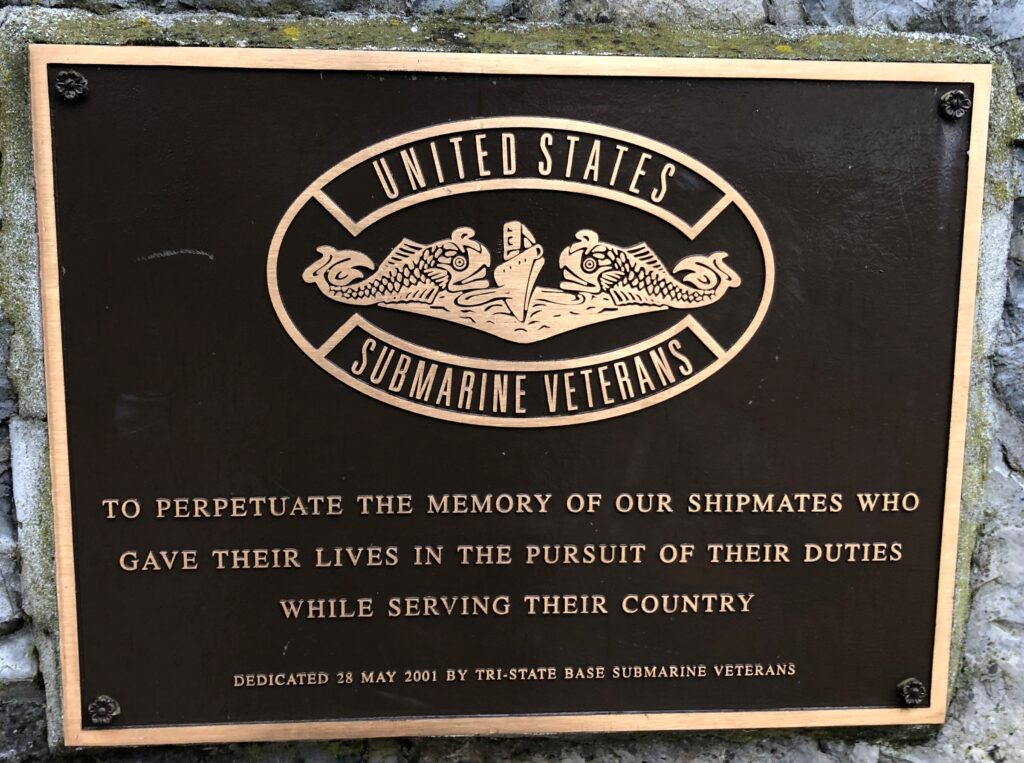 UNITED STATES
SUBMARINE VETERANS
TO PERPETUATE THE MEMORY OF OUR SHIPMATES WHO
GAVE THEIR LIVES IN THE PURSUIT OF THEIR DUTIES
WHILE SERVING THEIR COUNTRY
DEDICATED 28 MAY 2001 BY TRI-STATE BASE SUBMARINE VETERANS